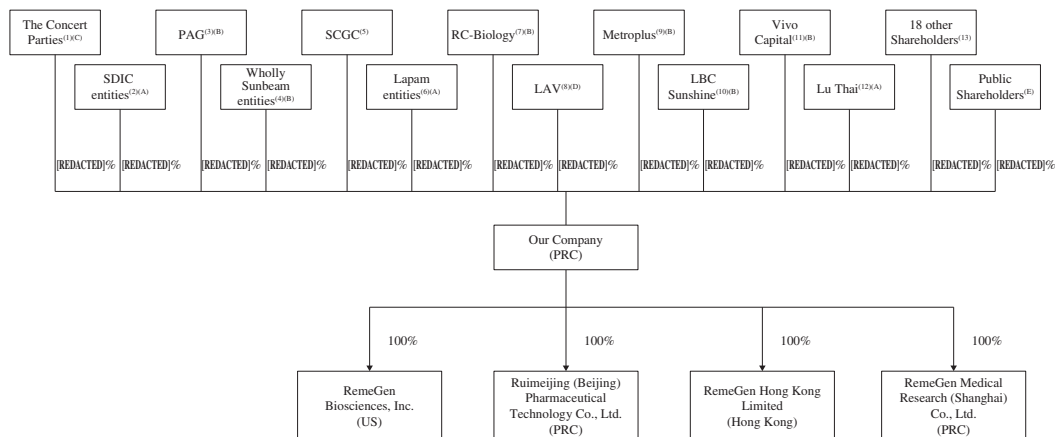 The Concert
Parties(1)(C)
PAG(3)(B)
SCGC(5)
RC-Biology(7)(B)
Metroplus(9)(B)
Vivo
Capital(11)(B)
18 other
Shareholders(13)
SDIC
entities(2)(A)
Wholly
Sunbeam
entities(4)(B)
Lapam
entities(6)(A)
LAV(8)(D)
LBC
Sunshine(10)(B)
Lu Thai(12)(A)
Public
Shareholders(E)
[REDACTED]% [REDACTED]% [REDACTED]% [REDACTED]% [REDACTED]% [REDACTED]% [REDACTED]% [REDACTED]% [REDACTED]% [REDACTED]% [REDACTED]% [REDACTED]% [REDACTED]% [REDACTED]%
Our Company
(PRC)
100% 100% 100% 100%
RemeGen
Biosciences, Inc.
(US)
Ruimeijing (Beijing)
Pharmaceutical
Technology Co., Ltd.
(PRC)
RemeGen Hong Kong
Limited
(Hong Kong)
RemeGen Medical
Research (Shanghai)
Co., Ltd.
(PRC)